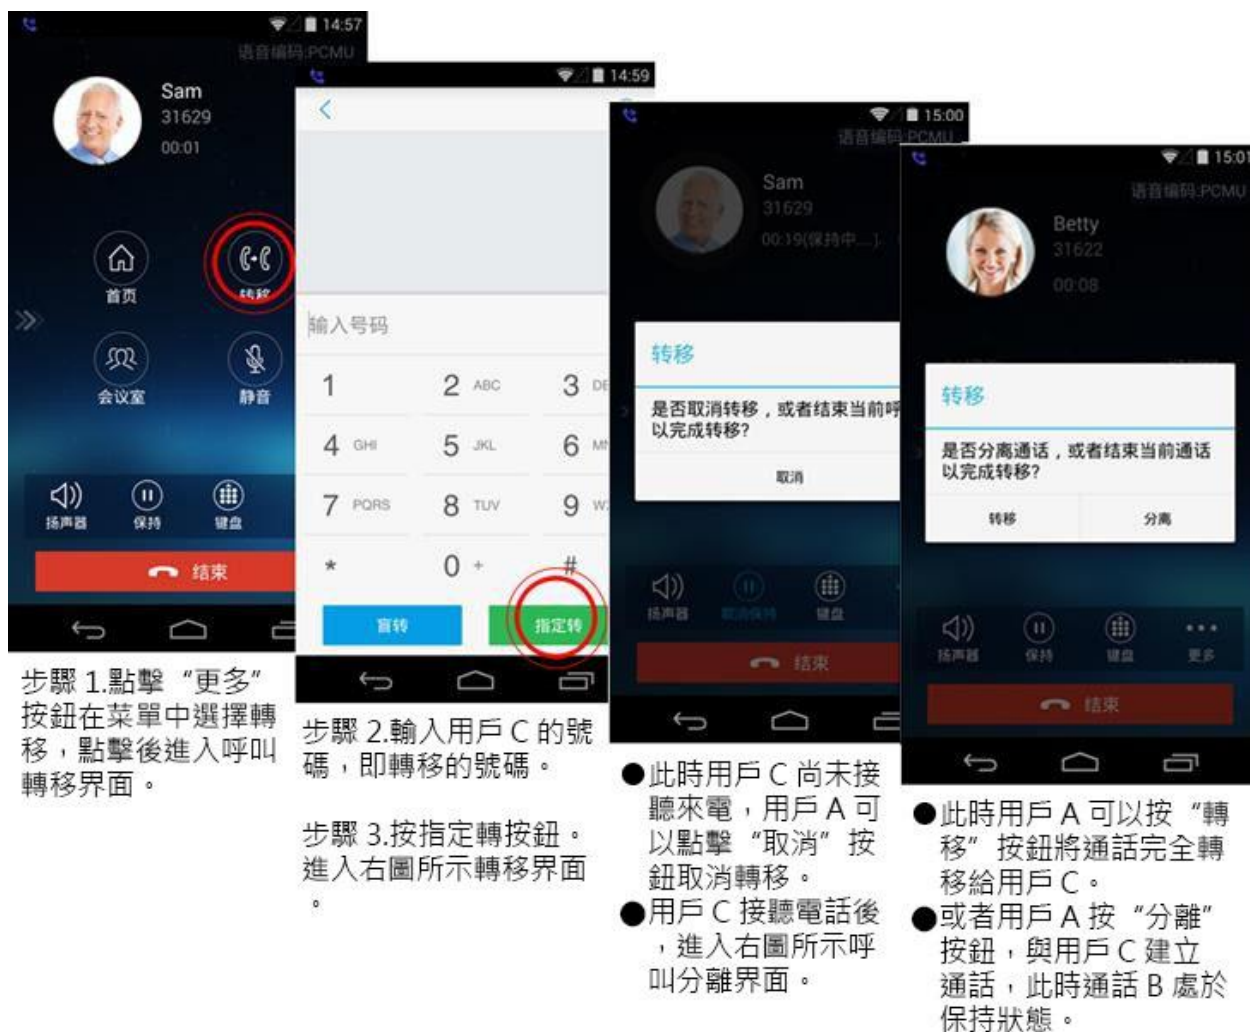 14:57
语音编码:PCMU
Sam
31629
00:01
首页
转移
会议室
静音
扬声器
保持
键盘
结束
步驟 1.點擊“更多”
按鈕在菜單中選擇轉
移，點擊後進入呼叫
轉移界面。
14:59
输入号码
1
2 ABC
3
4 GHI
5 JKL
6
7 PQRS
8 TUV
9
*
0 +
#
盲转
指定转
步驟 2.輸入用戶 C 的號
碼，即轉移的號碼。
步驟 3.按指定轉按鈕。
進入右圖所示轉移界面
。
15:00
语音编码:PCMU
Sam
31629
00:19(保持中...)
转移
是否取消转移，或者结束当前呼
以完成转移?
取消
扬声器
取消保持
键盘
结束
●此時用戶 C 尚未接
聽來電，用戶 A 可
以點擊“取消”按
鈕取消轉移。
●用戶 C 接聽電話後
，進入右圖所示呼
叫分離界面。
15:01
语音编码:PCMU
Betty
31622
00:08
转移
是否分离通话，或者结束当前通话
以完成转移?
转移
分离
扬声器
保持
键盘
更多
结束
●此時用戶 A 可以按“轉
移”按鈕將通話完全轉
移給用戶 C。
●或者用戶 A 按“分離”
按鈕，與用戶 C 建立
通話，此時通話 B 處於
保持狀態。